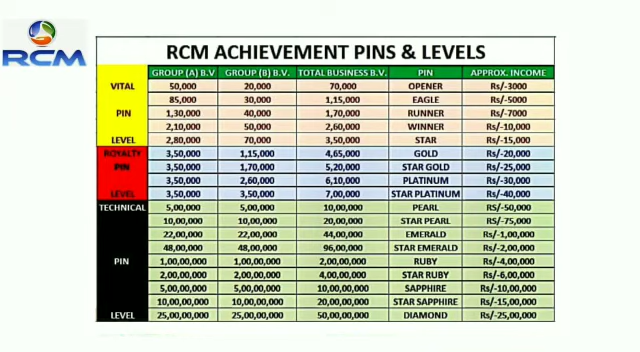 RCM
RCM ACHIEVEMENT PINS & LEVELS
GROUP (A) B.V GROUP (B) B.V. TOTAL BUSINESS B.V. PIN APPROX. INCOME
VITAL 50,000 20,000 70,000 OPENER Rs/-3000
85,000 30,000 1,15,000 EAGLE Rs/-5000
PIN 1,30,000 40,000 1,70,000 RUNNER Rs/-7000
2,10,000 50,000 2,60,000 WINNER Rs/-10,000
LEVEL 2,80,000 70,000 3,50,000 STAR Rs/-15,000
ROYALTY 3,50,000 1,15,000 4,65,000 GOLD Rs/-20,000
PIN 3,50,000 1,70,000 5,20,000 STAR GOLD Rs/-25,000
3,50,000 2,60,000 6,10,000 PLATINUM Rs/-30,000
LEVEL 3,50,000 3,50,000 7,00,000 STAR PLATINUM Rs/-40,000
TECHNICAL 5,00,000 5,00,000 10,00,000 PEARL RS/-50,000
10,00,000 10,00,000 20,00,000 STAR PEARL RS/-75,000
22,00,000 22,00,000 44,00,000 EMERALD Rs/-1,00,000
48,00,000 48,00,000 96,00,000 STAR EMERALD Rs/-2,00,000
PIN 1,00,00,000 1,00,00,000 2,00,00,000 RUBY Rs/-4,00,000
2,00,00,000 2,00,00,000 4,00,00,000 STAR RUBY Rs/-6,00,000
5,00,00,000 5,00,00,000 10,00,00,000 SAPPHIRE Rs/-10,00,000
10,00,00,000 10,00,00,000 20,00,00,000 STAR SAPPHIRE Rs/-15,00,000
LEVEL 25,00,00,000 25,00,00,000 50,00,00,000 DIAMOND Rs/-25,00,000